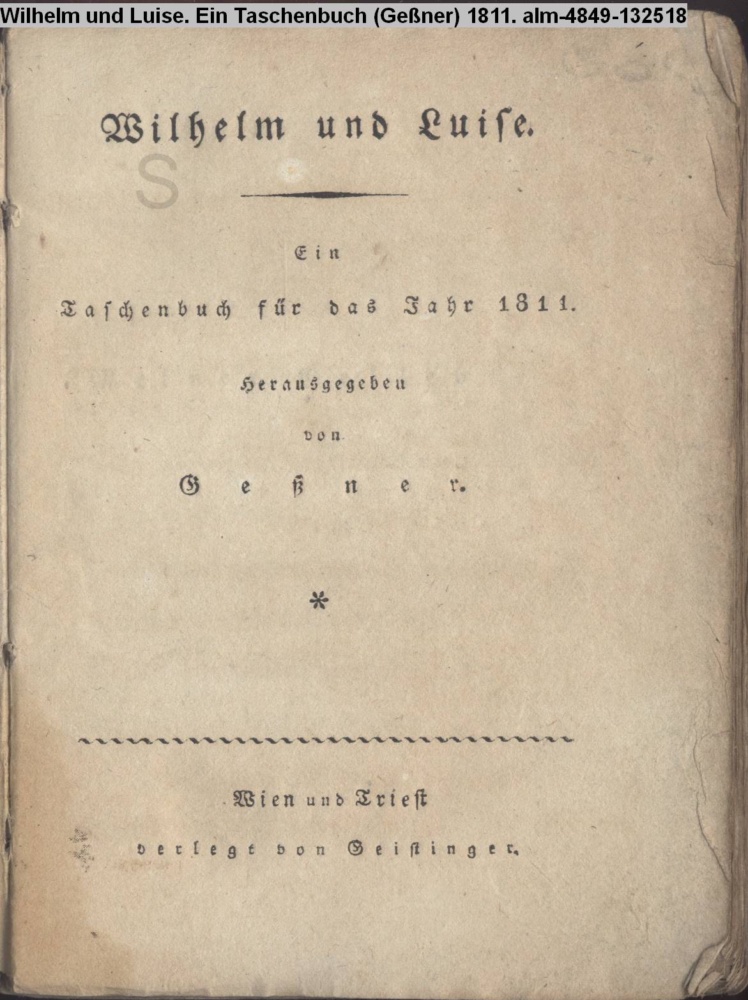 Wilhelm und Luise. Ein Taschenbuch (Geßner) 1811. alm-4849-132518
Wilhelm und Luise.
S
Ein
Taschenbuch für das Jahr 1811.
Herausgegeben
von
Geßner.
*
Wien und Triest
verlegt von Geistinger.